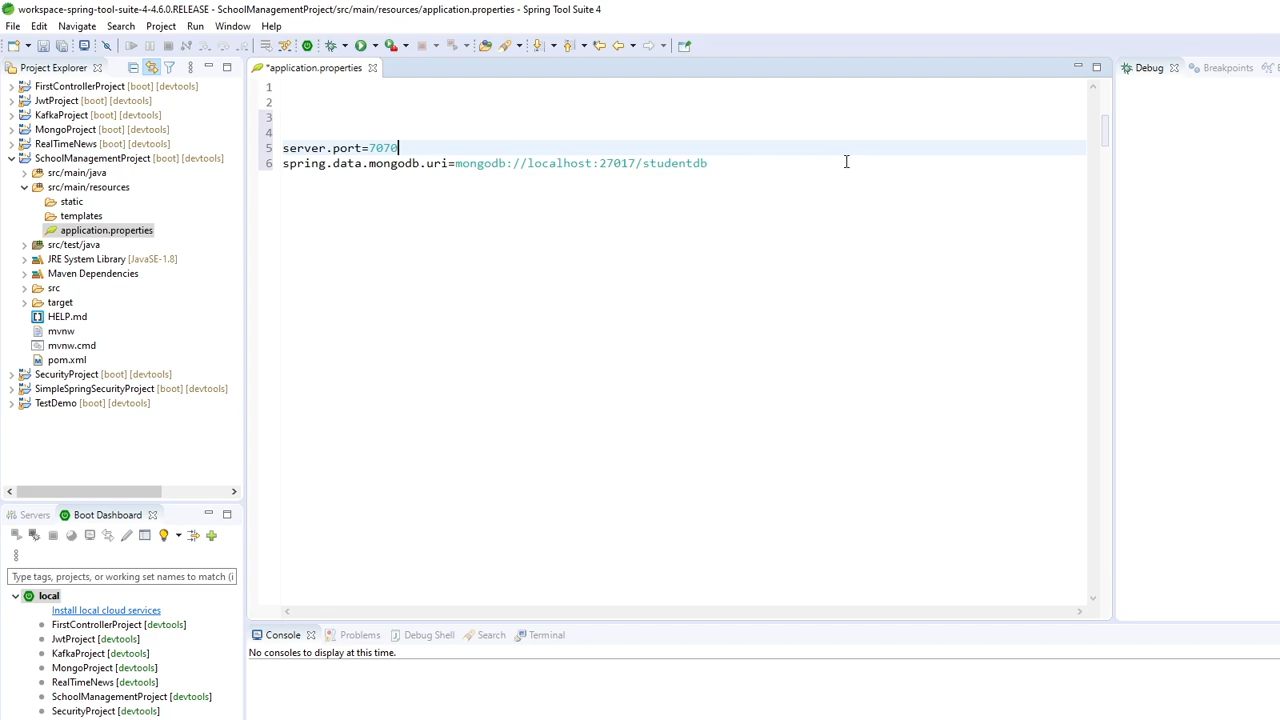 workspace-spring-tool-suite-4-4.6.0.RELEASE - SchoolManagementProject/src/main/resources/application.properties - Spring Tool Suite 4
File Edit Navigate Search Project Run Window Help
Project Explorer
*application.properties
Debug
Breakpoints
FirstControllerProject [boot] [devtools]
JwtProject [boot] [devtools]
KafkaProject [boot] [devtools]
MongoProject [boot] [devtools]
RealTimeNews [boot] [devtools]
SchoolManagementProject [boot] [devtools]
src/main/java
src/main/resources
static
templates
application.properties
src/test/java
JRE System Library [JavaSE-1.8]
Maven Dependencies
src
target
HELP.md
mvnw
mvnw.cmd
pom.xml
SecurityProject [boot] [devtools]
SimpleSpringSecurityProject [boot] [devtools]
TestDemo [boot] [devtools]
1
2
3
4
5 server.port=7070
6 spring.data.mongodb.uri=mongodb://localhost:27017/studentdb
Servers
Boot Dashboard
Type tags, projects, or working set names to match (i
local
Install local cloud services
FirstControllerProject [devtools]
JwtProject [devtools]
KafkaProject [devtools]
MongoProject [devtools]
RealTimeNews [devtools]
SchoolManagementProject [devtools]
SecurityProject [devtools]
Console Problems Debug Shell Search Terminal
No consoles to display at this time.